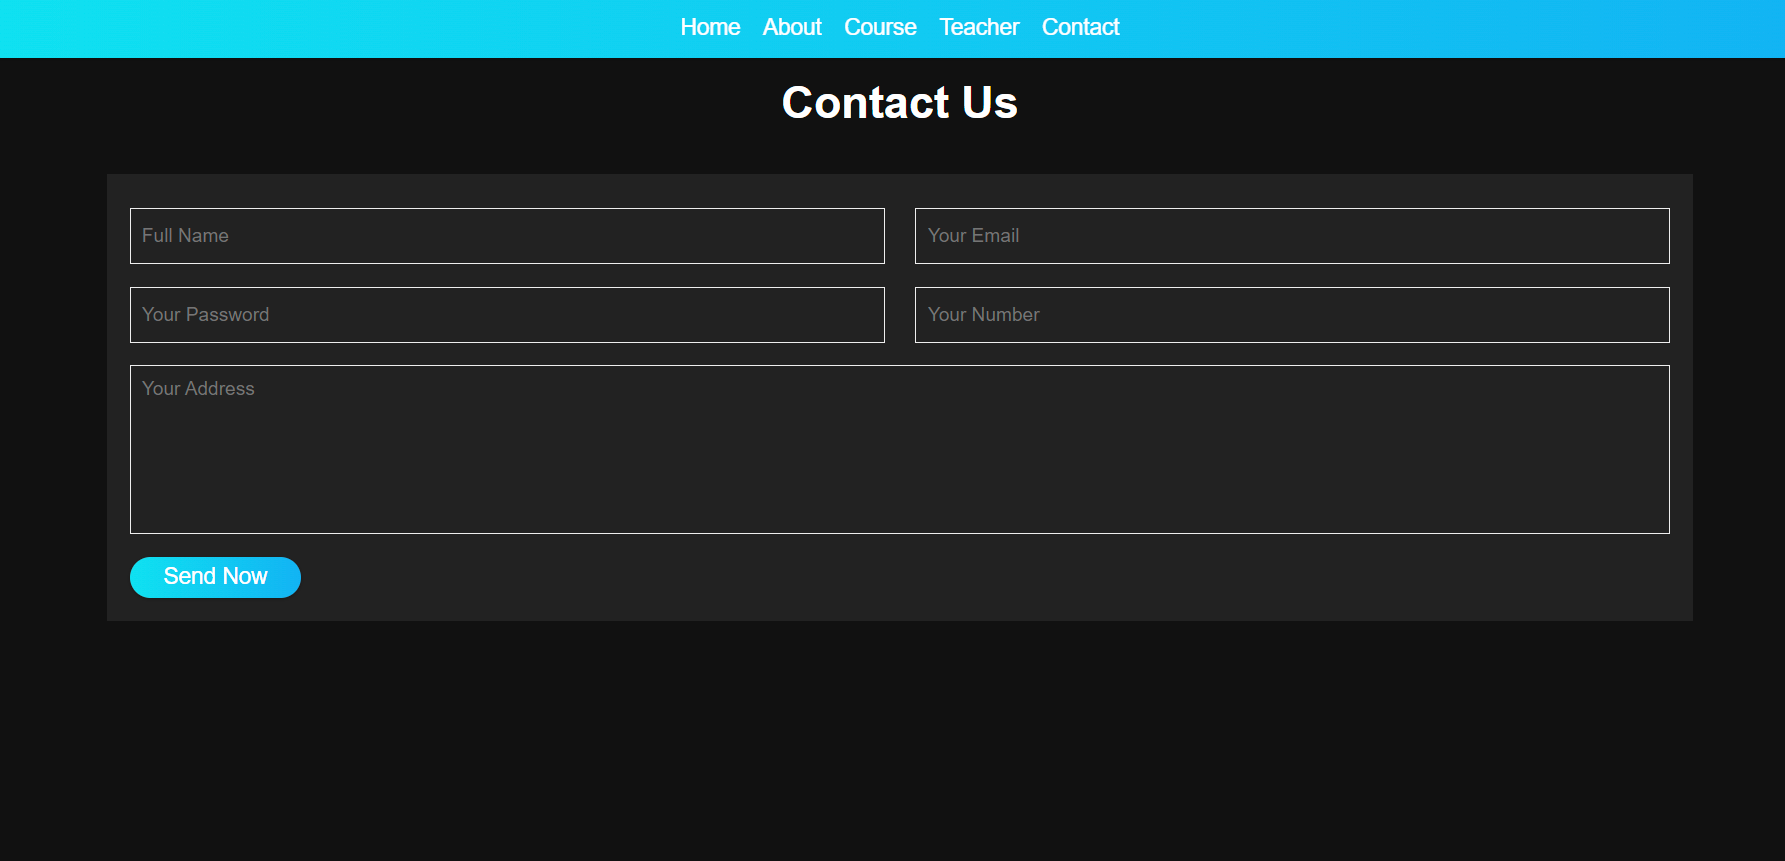 Home About Course Teacher Contact
Contact Us
Full Name Your Email
Your Password Your Number
Your Address
Send Now